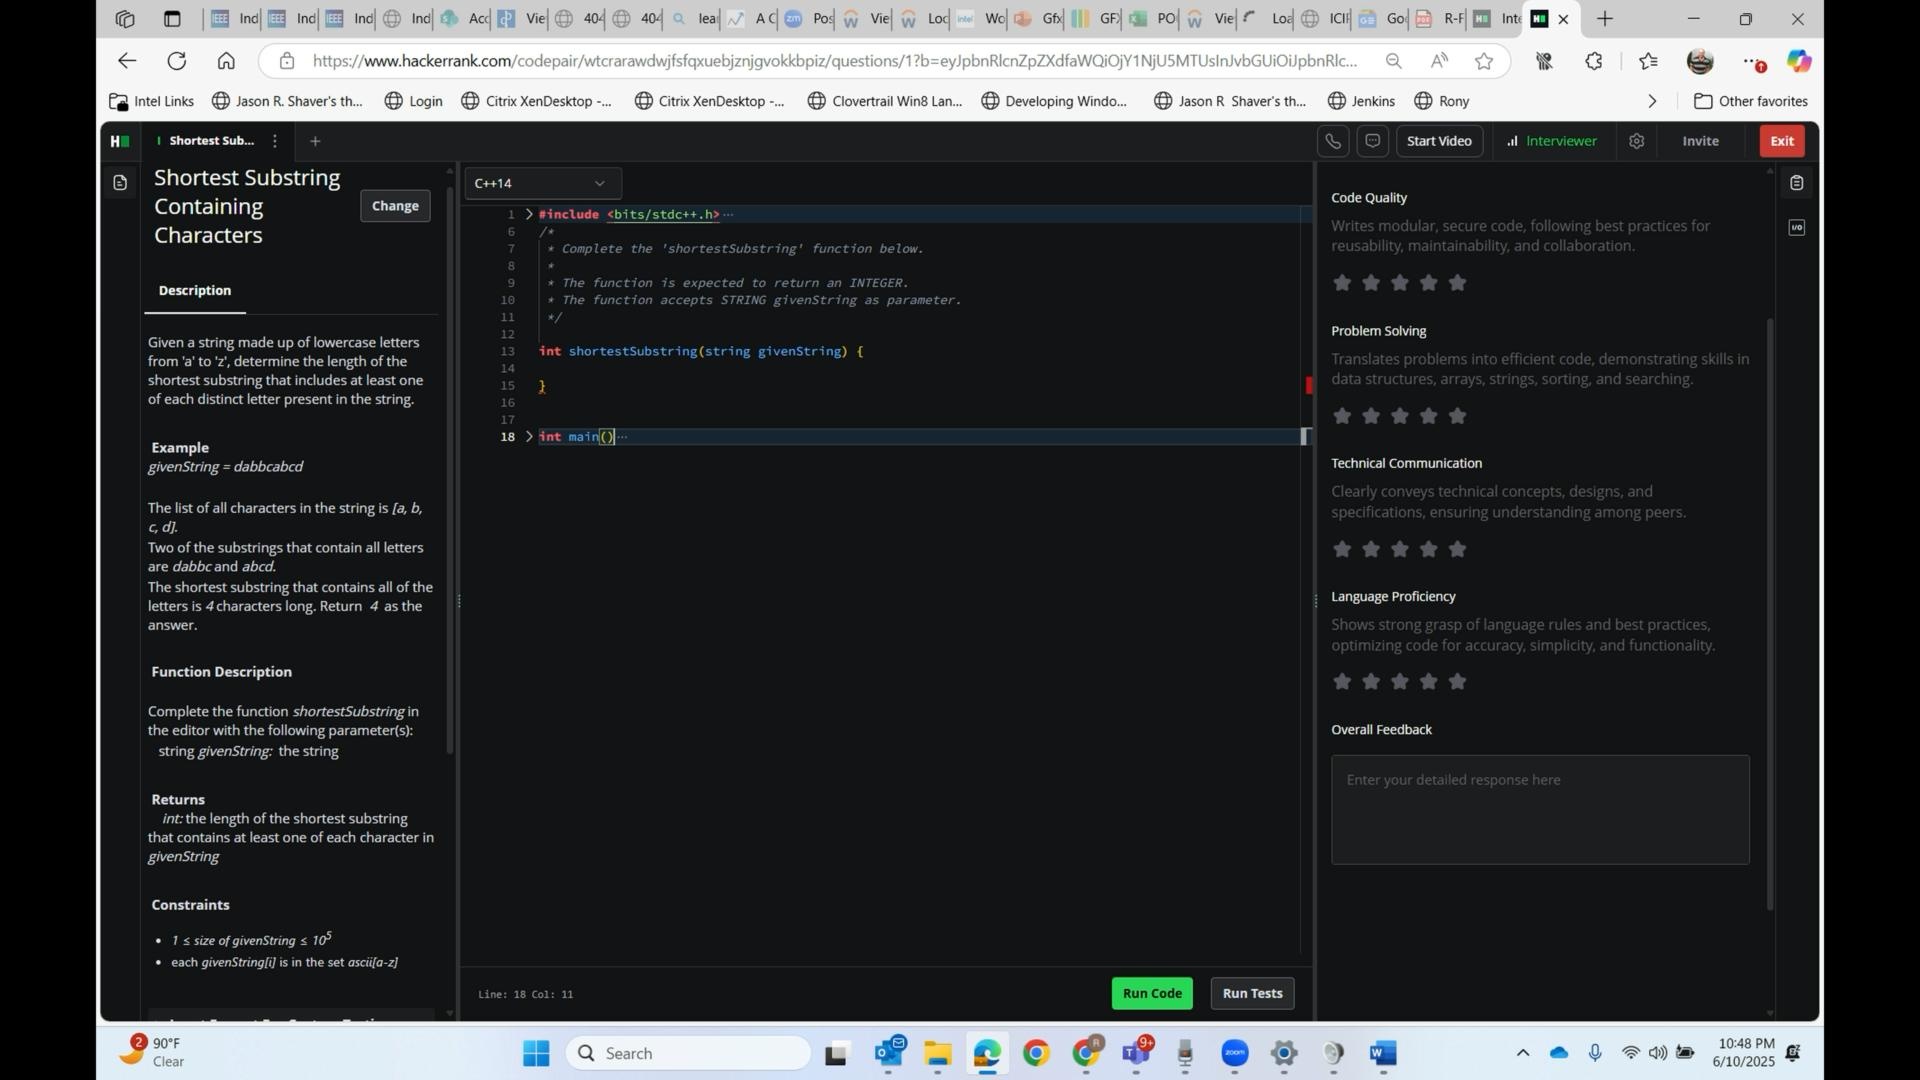 Ind
Ind
Ind
Ind
Acc
Vie
404
404
lear
A C
Pos
Vie
Loc
Wo
Gfx
GFX
PO
Vie
Loa
ICIP
Goo
R-F
Inte
https://www.hackerrank.com/codepair/wtcrarawdwjfsfqxuebjznjgvokkbpiz/questions/1?b=eyJpbnRlcnZpZXdfaWQiOjY1NjU5MTUsInJvbGUiOiJpbnRlc...
Intel Links
Jason R. Shaver's th...
Login
Citrix XenDesktop -...
Citrix XenDesktop -...
Clovertrail Win8 Lan...
Developing Windo...
Jason R Shaver's th...
Jenkins
Rony
Other favorites
Shortest Sub...
Start Video
Interviewer
Invite
Exit
Shortest Substring
Containing
Characters
Change
Description
Given a string made up of lowercase letters
from 'a' to 'z', determine the length of the
shortest substring that includes at least one
of each distinct letter present in the string.
Example
givenString = dabbcabcd
The list of all characters in the string is [a, b,
c, d].
Two of the substrings that contain all letters
are dabbc and abcd.
The shortest substring that contains all of the
letters is 4 characters long. Return 4 as the
answer.
Function Description
Complete the function shortestSubstring in
the editor with the following parameter(s):
string givenString: the string
Returns
int: the length of the shortest substring
that contains at least one of each character in
givenString
Constraints
• 1 ≤ size of givenString ≤ 10⁵
• each givenString[i] is in the set ascii[a-z]
C++14
1 #include <bits/stdc++.h>···
6 /*
7 * Complete the 'shortestSubstring' function below.
8 *
9 * The function is expected to return an INTEGER.
10 * The function accepts STRING givenString as parameter.
11 */
12
13 int shortestSubstring(string givenString) {
14
15 }
16
17
18 int main()···
Line: 18 Col: 11
Run Code
Run Tests
Code Quality
Writes modular, secure code, following best practices for
reusability, maintainability, and collaboration.
Problem Solving
Translates problems into efficient code, demonstrating skills in
data structures, arrays, strings, sorting, and searching.
Technical Communication
Clearly conveys technical concepts, designs, and
specifications, ensuring understanding among peers.
Language Proficiency
Shows strong grasp of language rules and best practices,
optimizing code for accuracy, simplicity, and functionality.
Overall Feedback
Enter your detailed response here
2
90°F
Clear
Search
R
9+
zoom
10:48 PM
6/10/2025